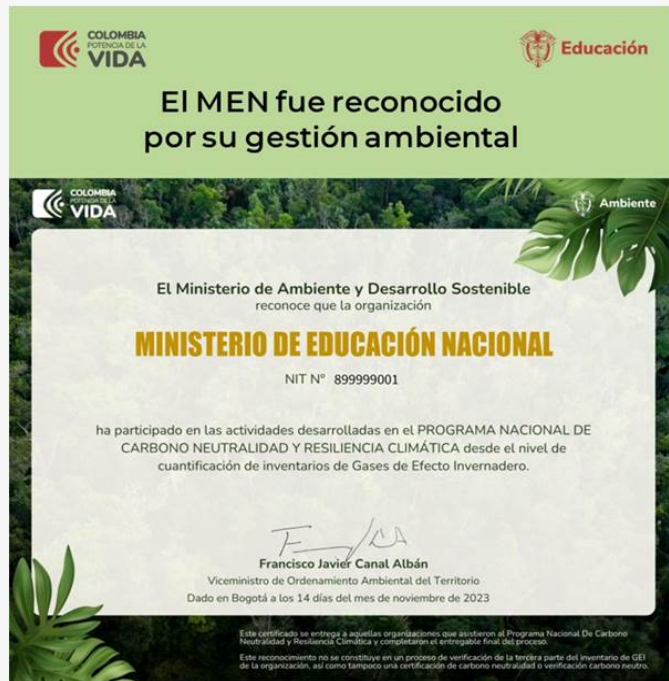 COLOMBIA
POTENCIA DE LA
VIDA
Educación
El MEN fue reconocido
por su gestión ambiental
COLOMBIA
POTENCIA DE LA
VIDA
Ambiente
El Ministerio de Ambiente y Desarrollo Sostenible
reconoce que la organización
MINISTERIO DE EDUCACIÓN NACIONAL
NIT N° 899999001
ha participado en las actividades desarrolladas en el PROGRAMA NACIONAL DE
CARBONO NEUTRALIDAD Y RESILIENCIA CLIMÁTICA desde el nivel de
cuantificación de inventarios de Gases de Efecto Invernadero.
Francisco Javier Canal Albán
Viceministro de Ordenamiento Ambiental del Territorio
Dado en Bogotá a los 14 días del mes de noviembre de 2023
Este certificado se entrega a aquellas organizaciones que asistieron al Programa Nacional De Carbono
Neutralidad y Resiliencia Climática y completaron el entregable final del proceso.
Este reconocimiento no se constituye en un proceso de verificación de la tercera parte del inventario de GEI
de la organización, así como tampoco una certificación de carbono neutralidad o verificación carbono neutro.